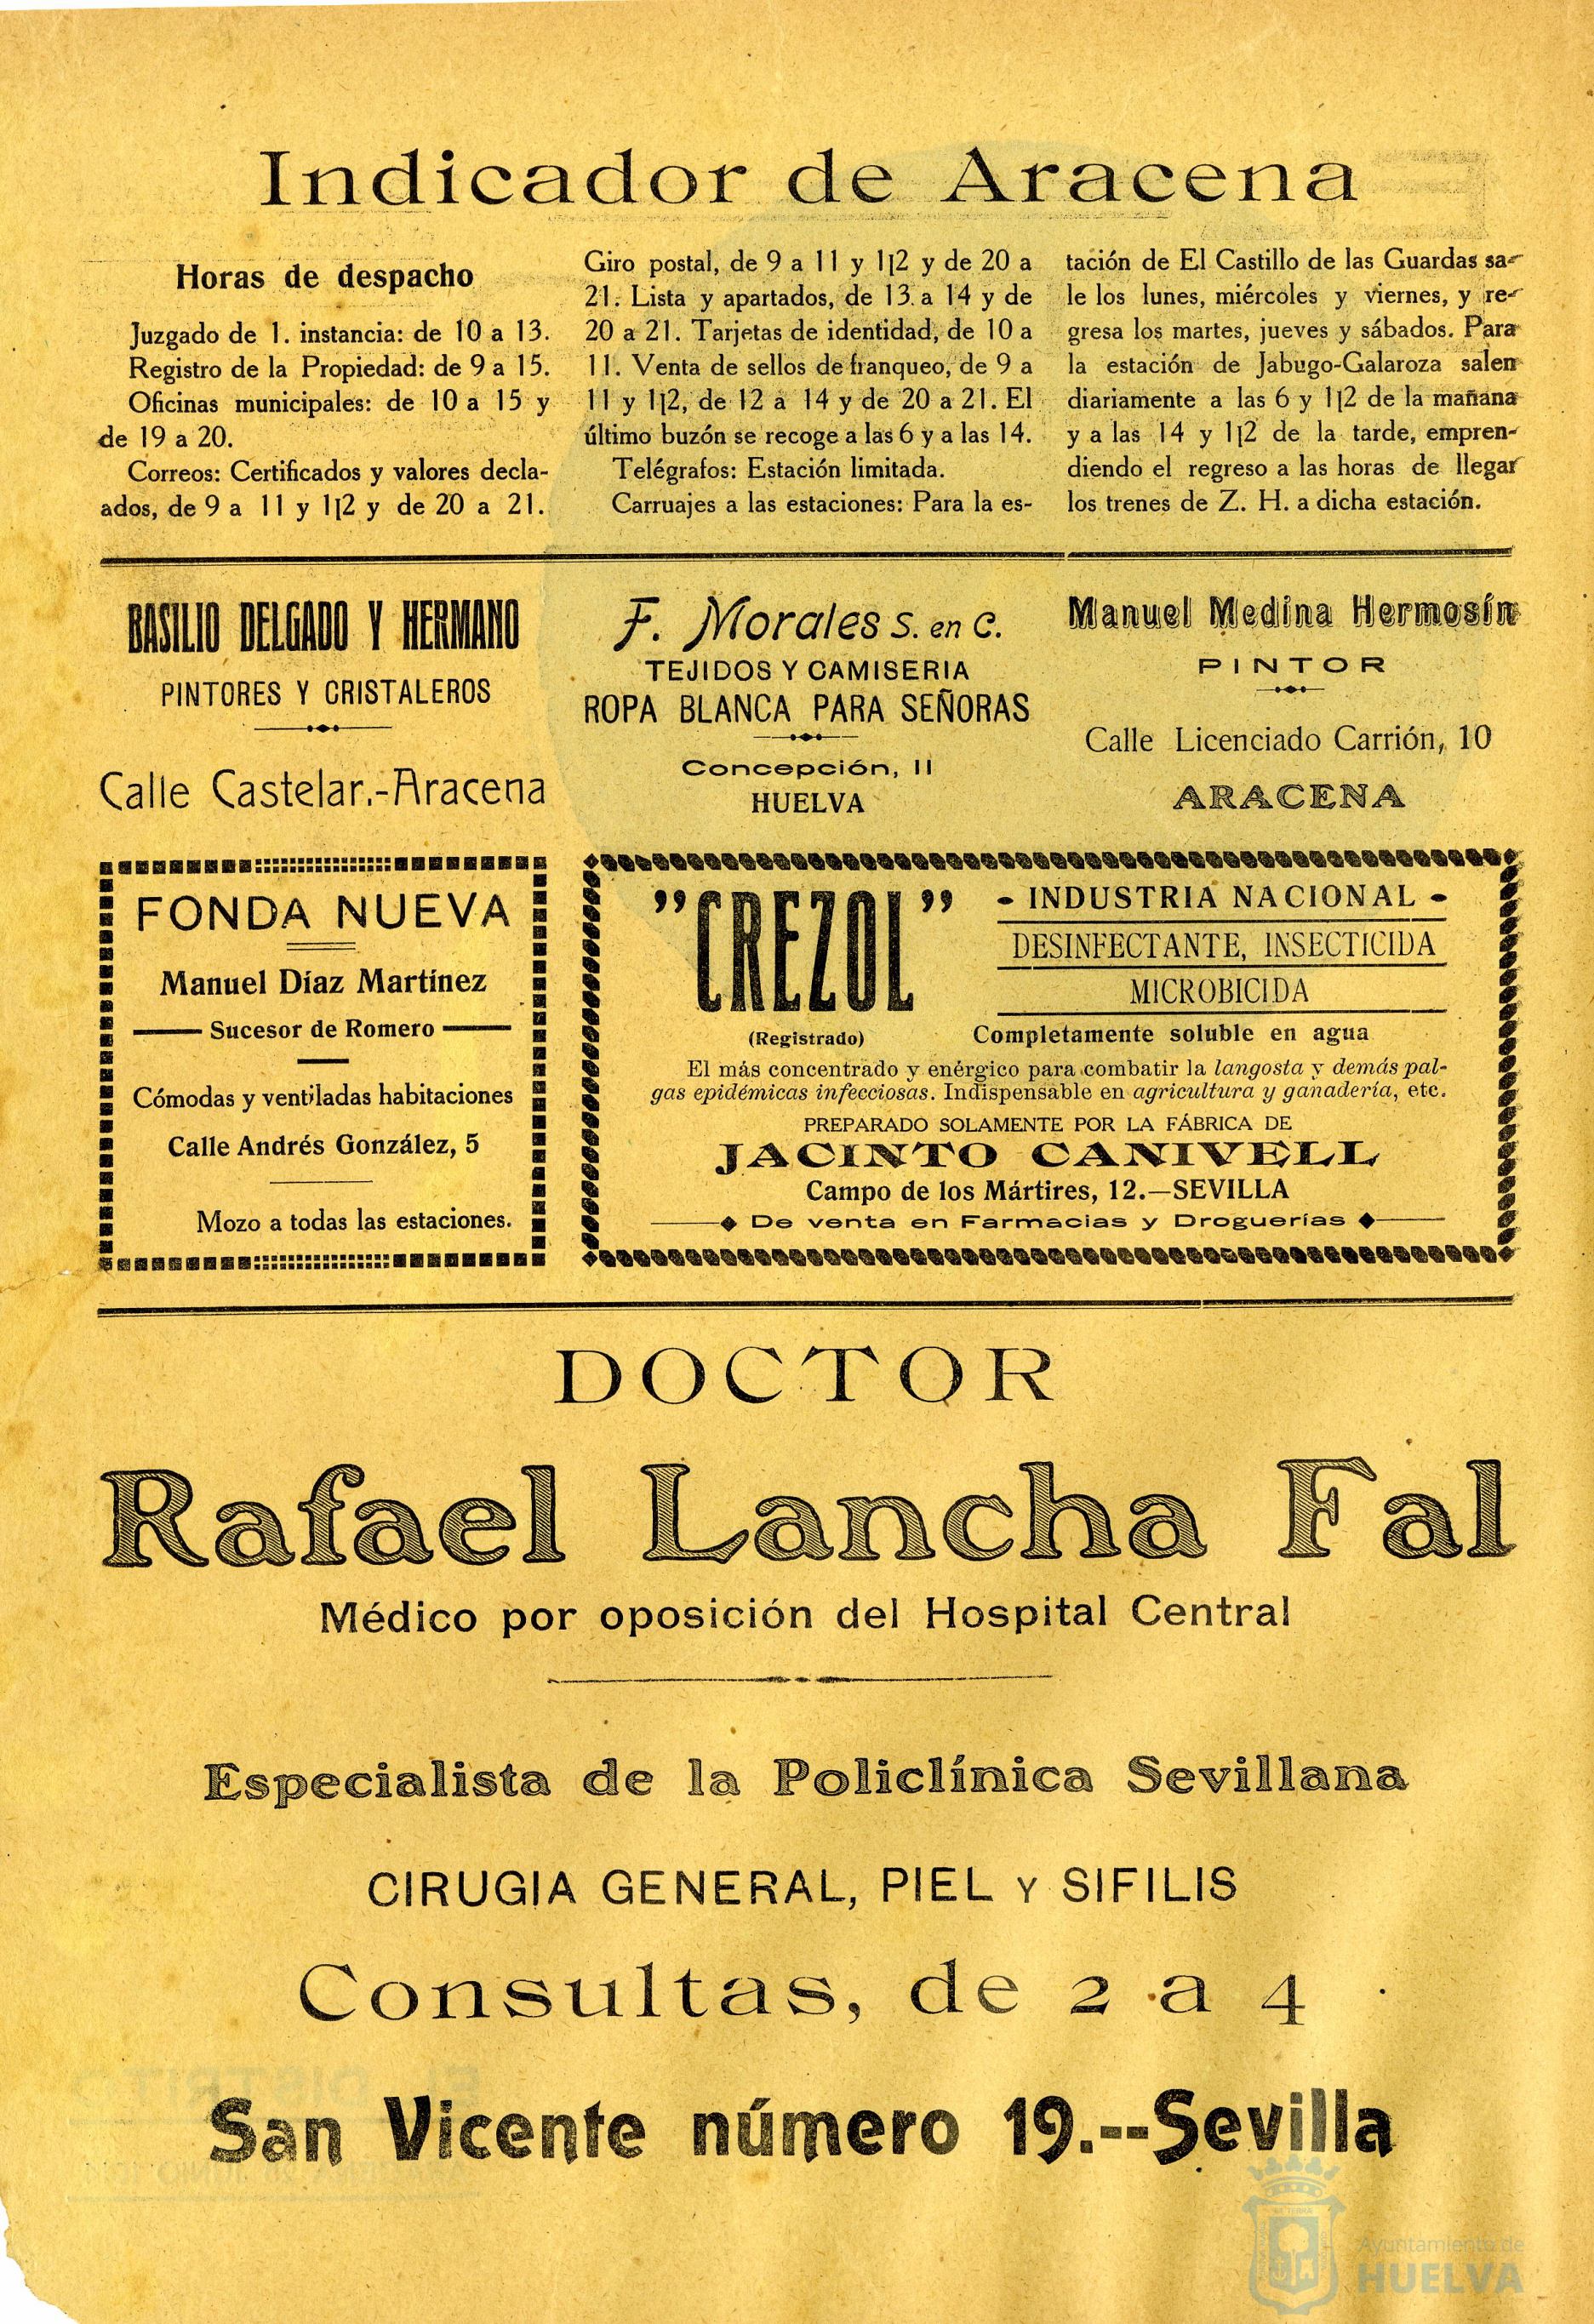 Indicador de Aracena
Horas de despacho
Juzgado de 1. instancia: de 10 a 13.
Registro de la Propiedad: de 9 a 15.
Oficinas municipales: de 10 a 15 y
de 19 a 20.
Correos: Certificados y valores decla-
ados, de 9 a 11 y 1¡2 y de 20 a 21.
Giro postal, de 9 a 11 y 1¡2 y de 20 a
21. Lista y apartados, de 13 a 14 y de
20 a 21. Tarjetas de identidad, de 10 a
11. Venta de sellos de franqueo, de 9 a
11 y 1¡2, de 12 a 14 y de 20 a 21. El
último buzón se recoge a las 6 y a las 14.
Telégrafos: Estación limitada.
Carruajes a las estaciones: Para la es-
tación de El Castillo de las Guardas sa-
le los lunes, miércoles y viernes, y re-
gresa los martes, jueves y sábados. Para
la estación de Jabugo-Galaroza salen
diariamente a las 6 y 1¡2 de la mañana
y a las 14 y 1¡2 de la tarde, empren-
diendo el regreso a las horas de llegar
los trenes de Z. H. a dicha estación.
BASILIO DELGADO Y HERMANO
PINTORES Y CRISTALEROS
Calle Castelar.-Aracena
F. Morales S. en C.
TEJIDOS Y CAMISERIA
ROPA BLANCA PARA SEÑORAS
Concepción, 11
HUELVA
Manuel Medina Hermosín
PINTOR
Calle Licenciado Carrión, 10
ARACENA
FONDA NUEVA
Manuel Díaz Martínez
Sucesor de Romero
Cómodas y ventiladas habitaciones
Calle Andrés González, 5
Mozo a todas las estaciones.
"CREZOL"
(Registrado)
- INDUSTRIA NACIONAL -
DESINFECTANTE, INSECTICIDA
MICROBICIDA
Completamente soluble en agua
El más concentrado y enérgico para combatir la langosta y demás pal-
gas epidémicas infecciosas. Indispensable en agricultura y ganadería, etc.
PREPARADO SOLAMENTE POR LA FÁBRICA DE
JACINTO CANIVELL
Campo de los Mártires, 12.—SEVILLA
De venta en Farmacias y Droguerías
DOCTOR
Rafael Lancha Fal
Médico por oposición del Hospital Central
Especialista de la Policlínica Sevillana
CIRUGIA GENERAL, PIEL Y SIFILIS
Consultas, de 2 a 4
San Vicente número 19.--Sevilla
Ayuntamiento de
HUELVA